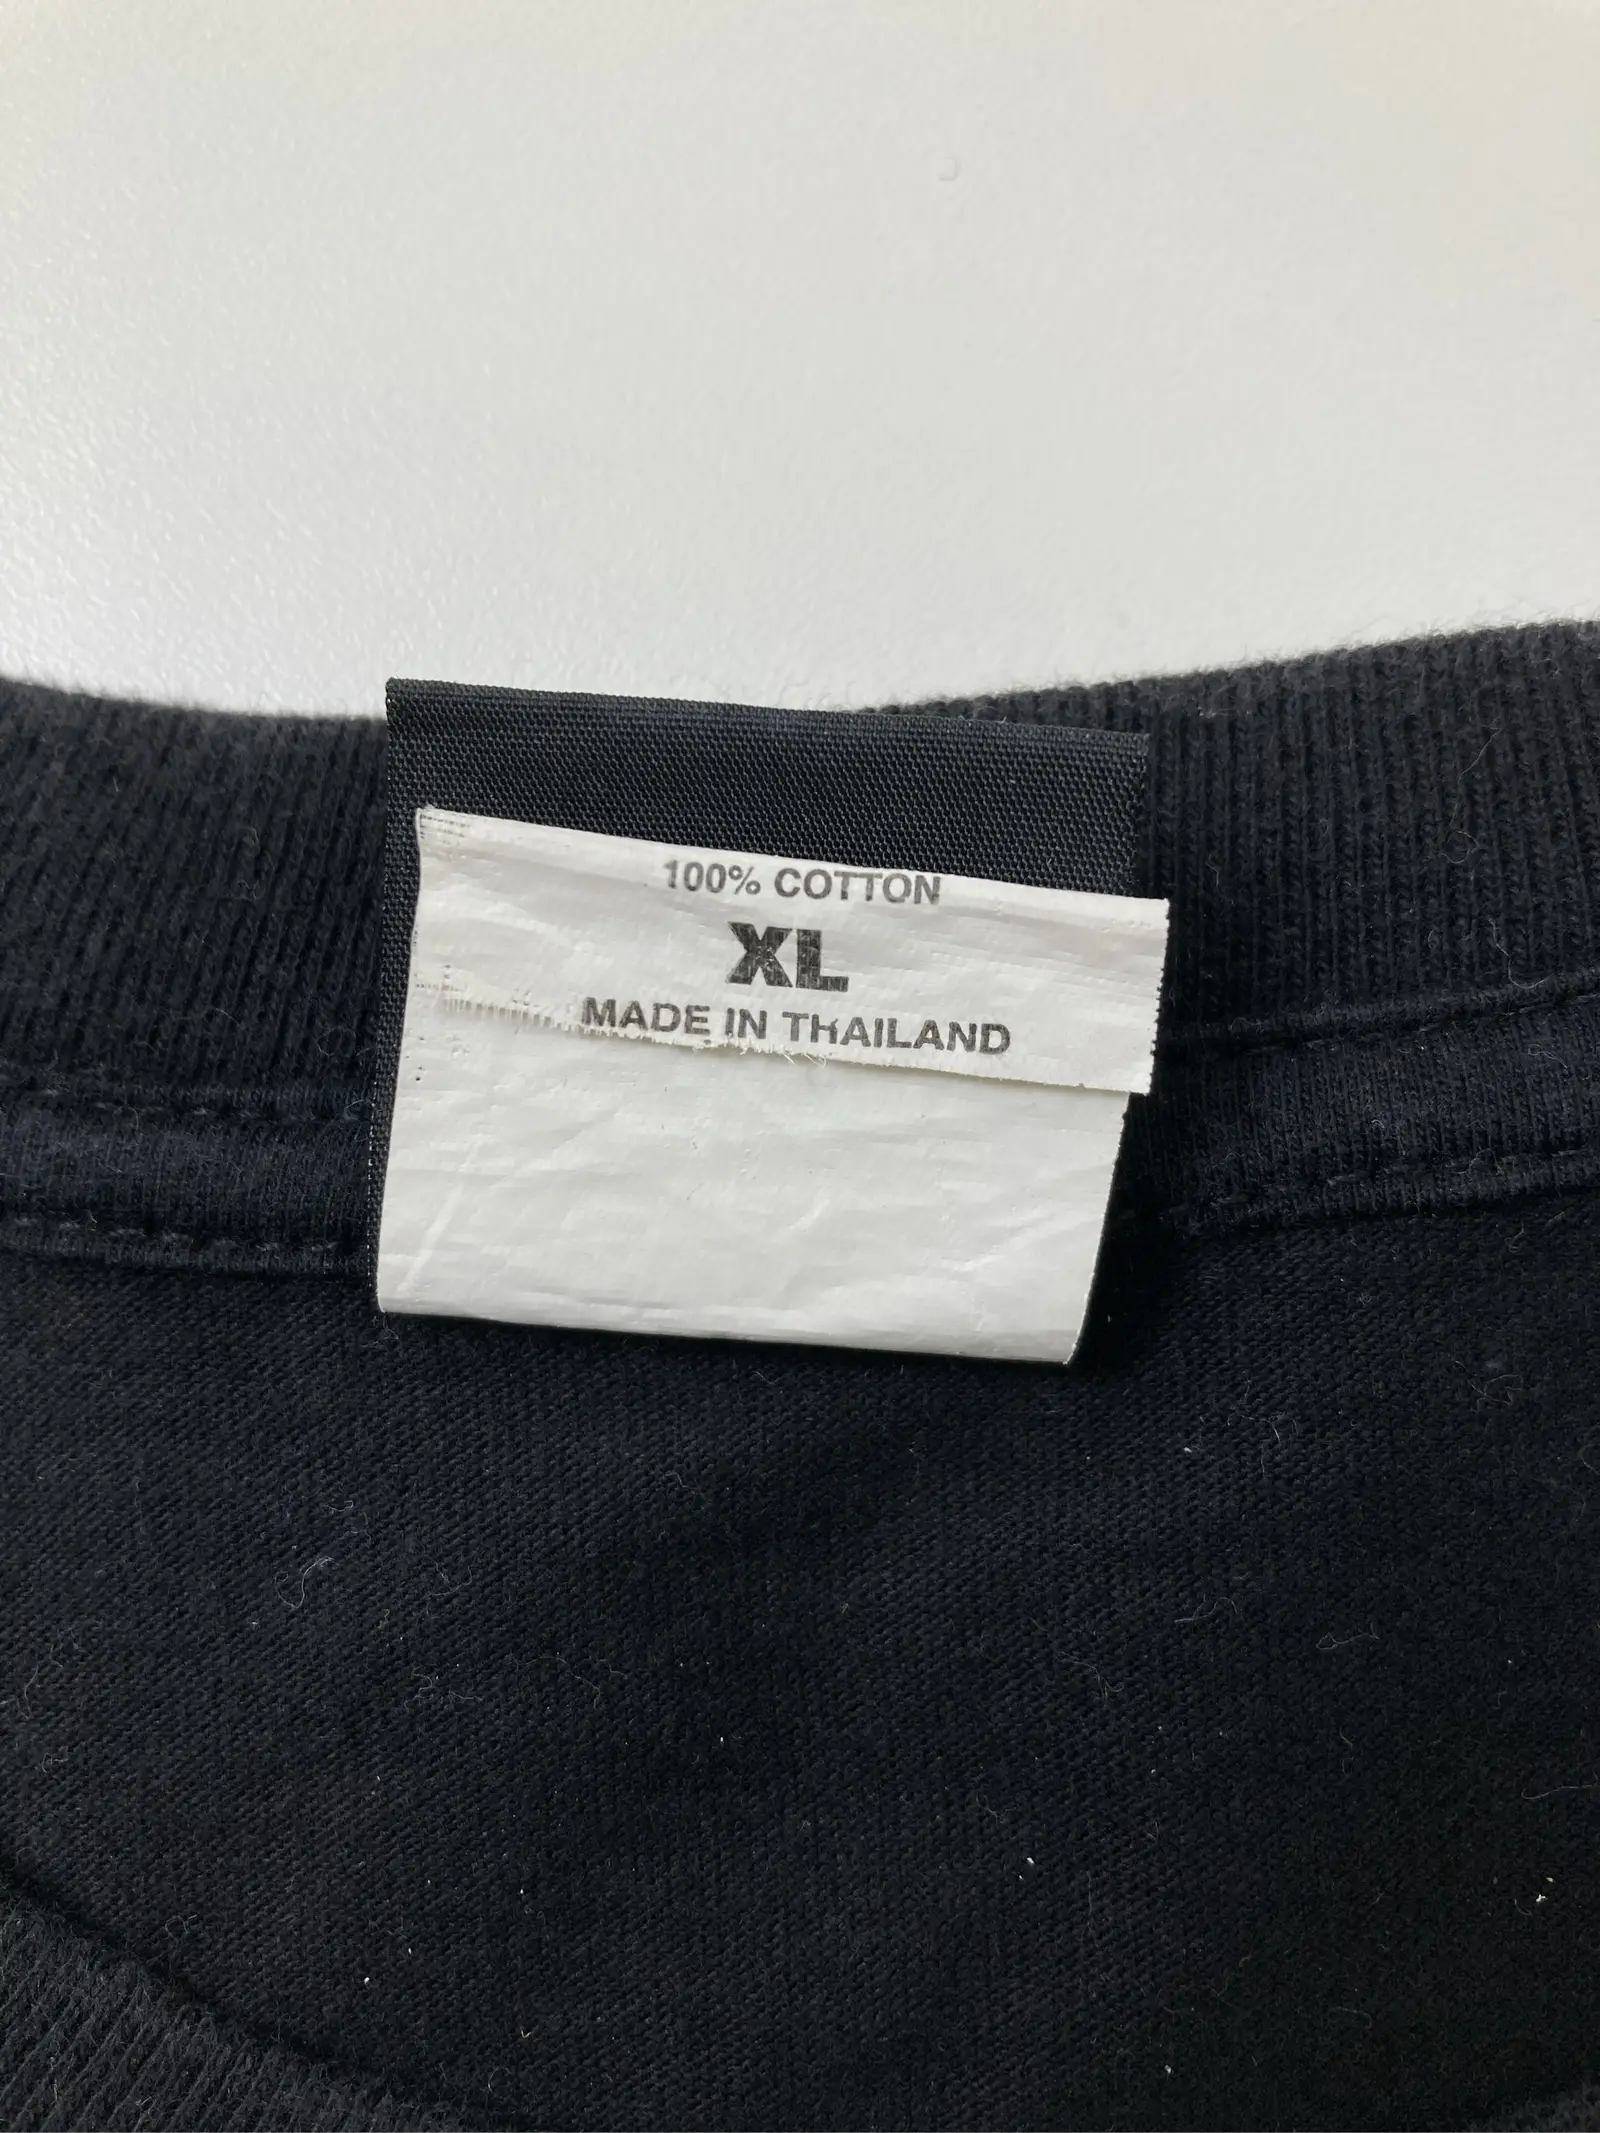 100% COTTON
XL
MADE IN THAILAND